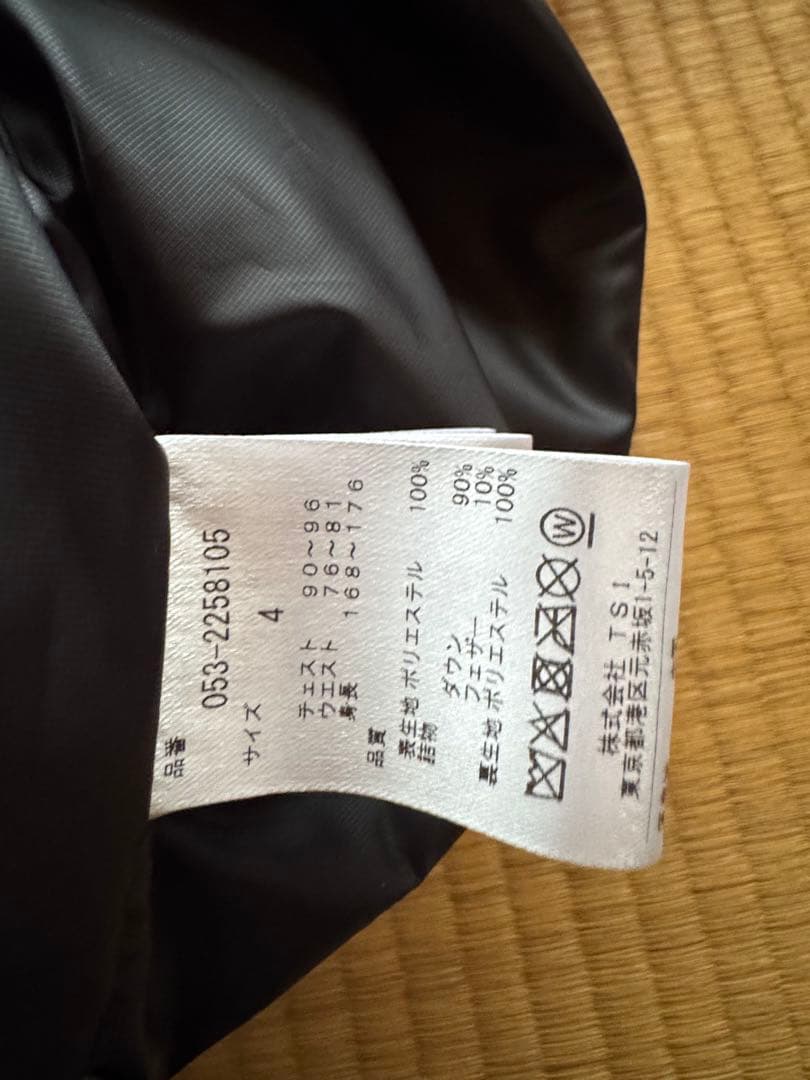 品番
053-2258105
サイズ
4
チェスト 90～96
ウエスト 76～81
身長 168～176
品質
表生地 ポリエステル 100%
詰物
ダウン 90%
フェザー 10%
裏生地 ポリエステル 100%
W
株式会社 TSI
東京都港区元赤坂1-5-12